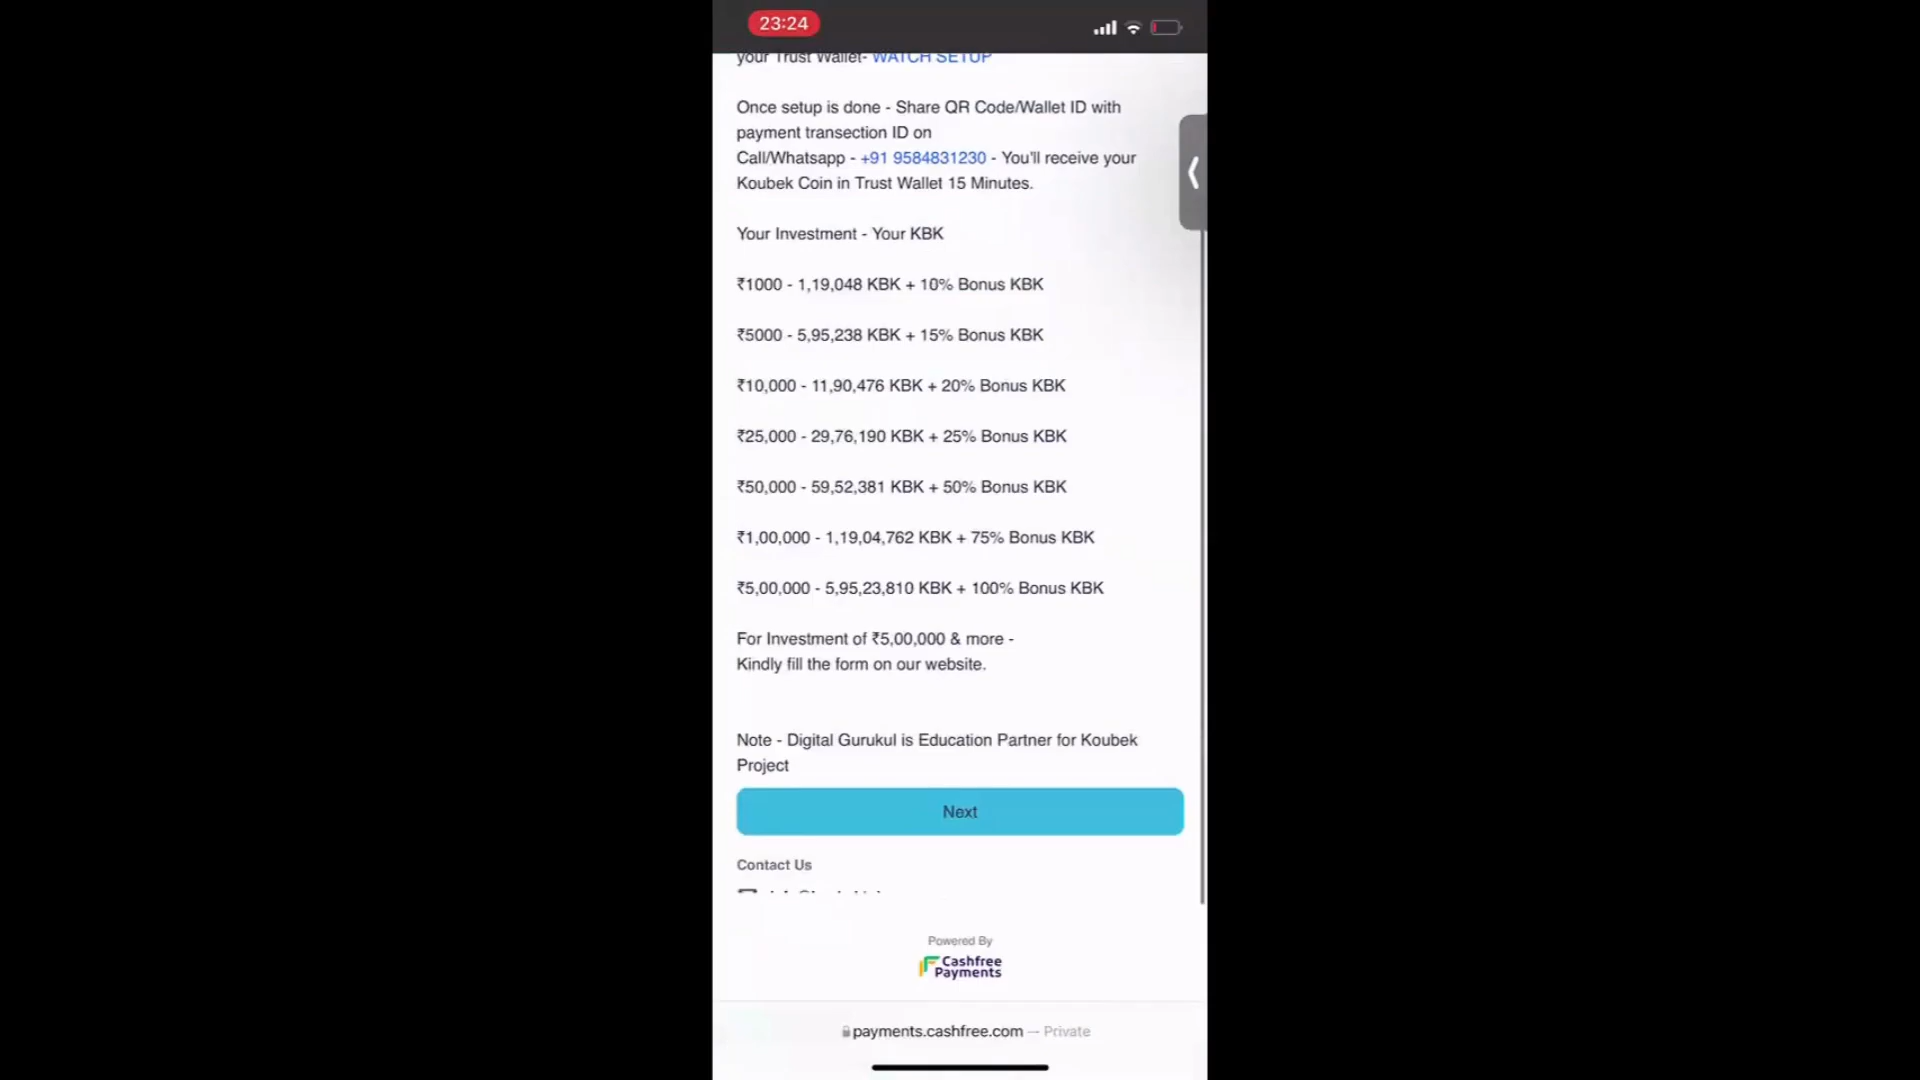 23:24
your Trust Wallet- WATCH SETUP
Once setup is done - Share QR Code/Wallet ID with
payment transection ID on
Call/Whatsapp - +91 9584831230 - You'll receive your
Koubek Coin in Trust Wallet 15 Minutes.
Your Investment - Your KBK
₹1000 - 1,19,048 KBK + 10% Bonus KBK
₹5000 - 5,95,238 KBK + 15% Bonus KBK
₹10,000 - 11,90,476 KBK + 20% Bonus KBK
₹25,000 - 29,76,190 KBK + 25% Bonus KBK
₹50,000 - 59,52,381 KBK + 50% Bonus KBK
₹1,00,000 - 1,19,04,762 KBK + 75% Bonus KBK
₹5,00,000 - 5,95,23,810 KBK + 100% Bonus KBK
For Investment of ₹5,00,000 & more -
Kindly fill the form on our website.
Note - Digital Gurukul is Education Partner for Koubek
Project
Next
Contact Us
Powered By
Cashfree
Payments
payments.cashfree.com — Private